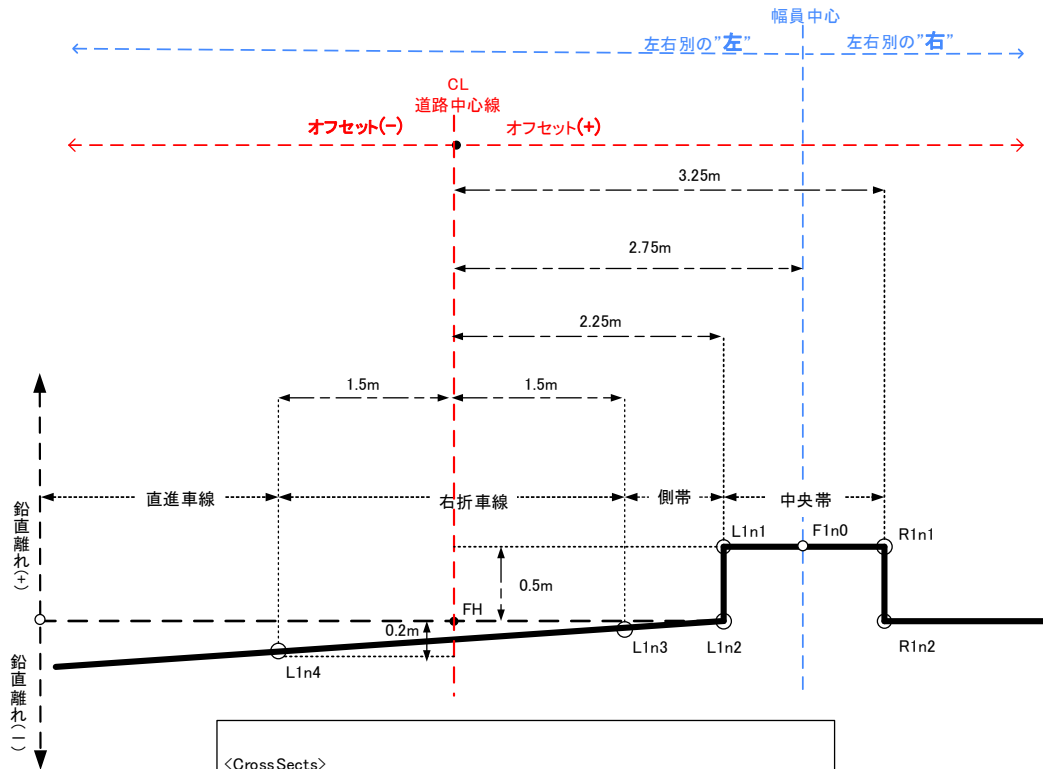 幅員中心
左右別の”左”
左右別の”右”
CL
道路中心線
オフセット(-)
オフセット(+)
3.25m
2.75m
2.25m
1.5m
1.5m
直進車線
右折車線
側帯
中央帯
鉛直離れ(+)
L1n1
F1n0
R1n1
0.5m
FH
0.2m
L1n4
L1n3
L1n2
R1n2
鉛直離れ(-)
<CrossSects>